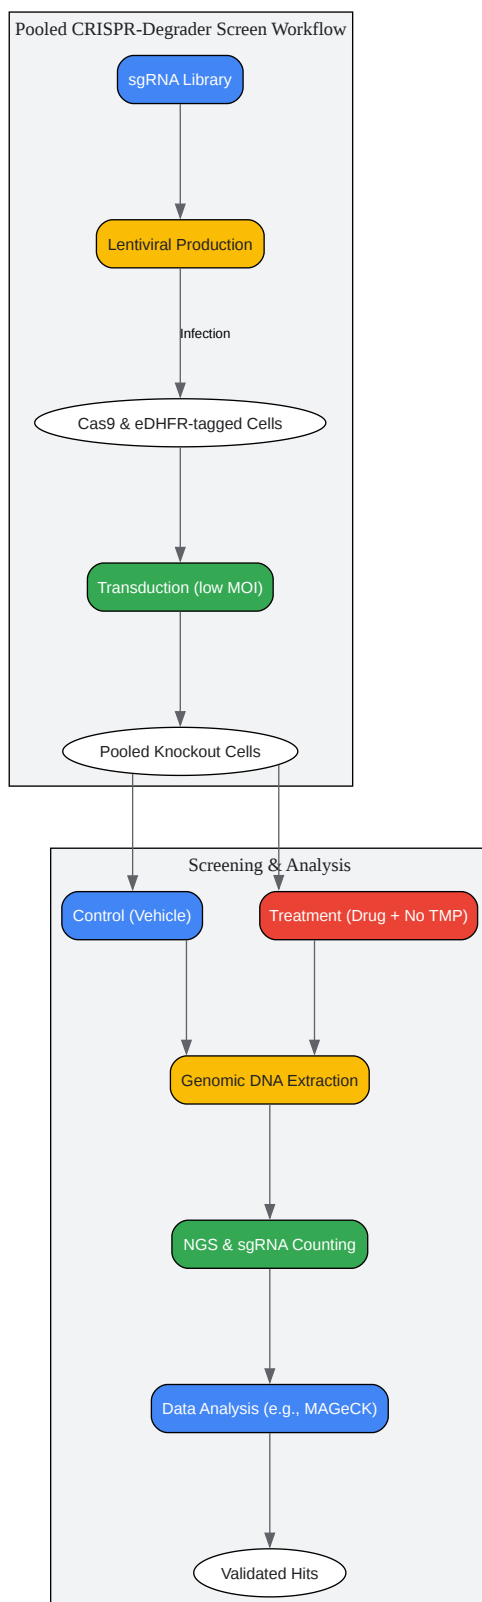 Pooled CRISPR-Degrader Screen Workflow
sgRNA Library
Lentiviral Production
Infection
Cas9 & eDHFR-tagged Cells
Transduction (low MOI)
Pooled Knockout Cells
Screening & Analysis
Control (Vehicle)
Treatment (Drug + No TMP)
Genomic DNA Extraction
NGS & sgRNA Counting
Data Analysis (e.g., MAGeCK)
Validated Hits